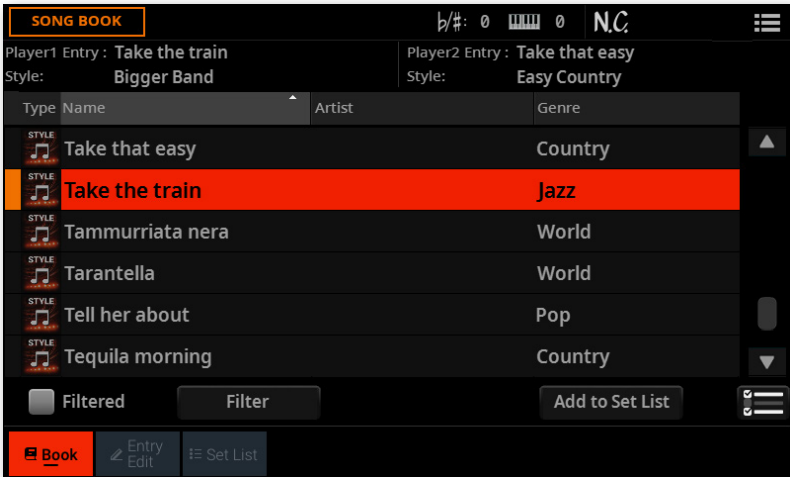 SONG BOOK ♭/#: 0 0 N.C.
Player1 Entry : Take the train Player2 Entry : Take that easy
Style: Bigger Band Style: Easy Country
Type Name Artist Genre
STYLE Take that easy Country
STYLE Take the train Jazz
STYLE Tammurriata nera World
STYLE Tarantella World
STYLE Tell her about Pop
STYLE Tequila morning Country
Filtered Filter Add to Set List
Book Entry Edit Set List